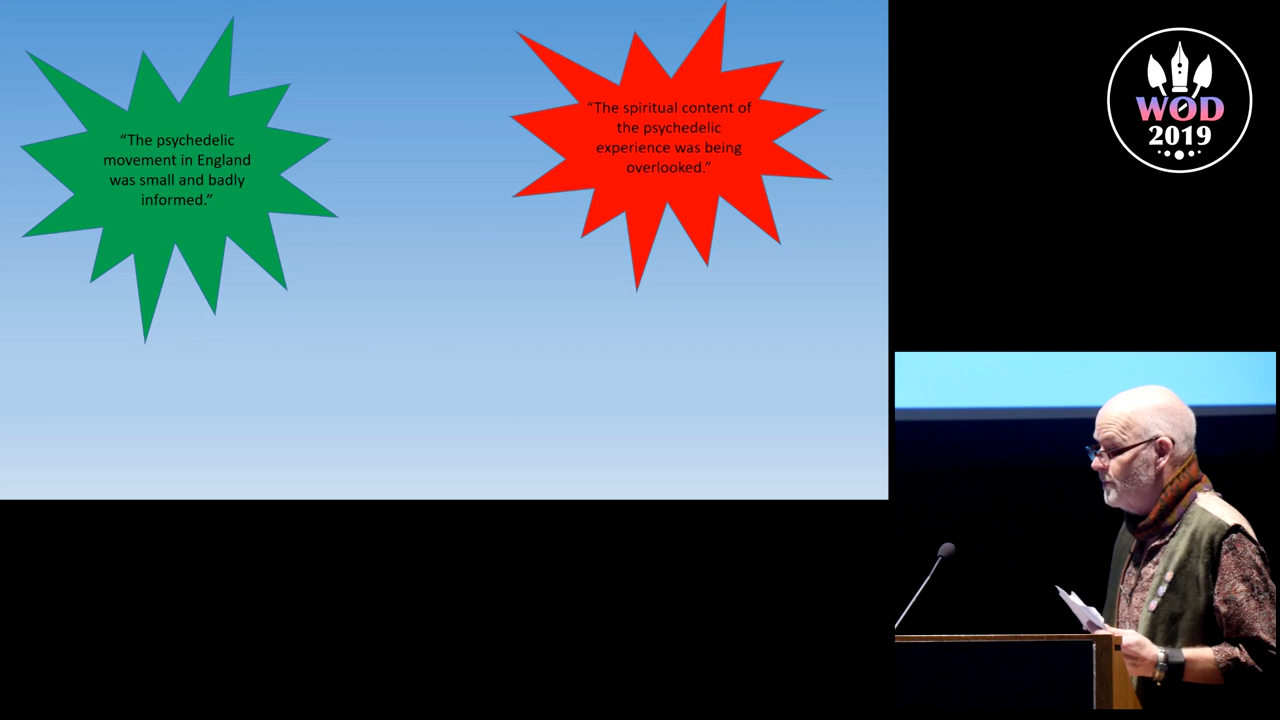 “The psychedelic
movement in England
was small and badly
informed.”
“The spiritual content of
the psychedelic
experience was being
overlooked.”
WOD
2019